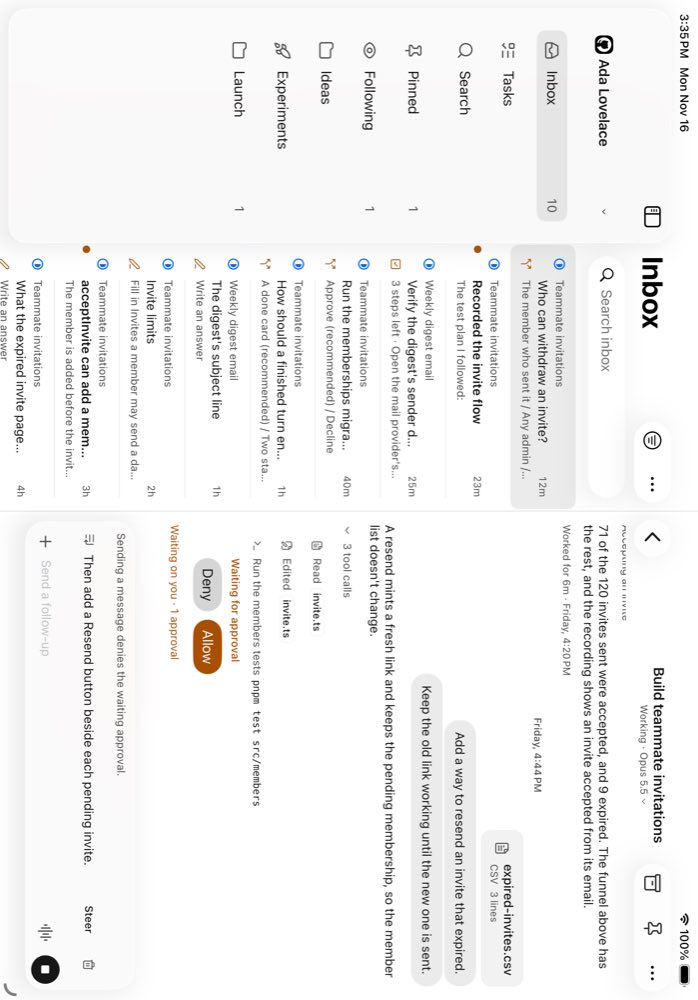 3:35 PM Mon Nov 16
100%
Ada Lovelace
Inbox 10
Tasks
Search
Pinned 1
Following 1
Ideas
Experiments
Launch 1
Inbox
Search inbox
Teammate invitations
Who can withdraw an invite? 12m
The member who sent it / Any admin /...
Teammate invitations
Recorded the invite flow 23m
The test plan I followed:
Weekly digest email
Verify the digest's sender d... 25m
3 steps left · Open the mail provider's...
Teammate invitations
Run the memberships migra... 40m
Approve (recommended) / Decline
Teammate invitations
How should a finished turn en... 1h
A done card (recommended) / Two sta...
Weekly digest email
The digest's subject line 1h
Write an answer
Teammate invitations
Invite limits 2h
Fill in Invites a member may send a da...
Teammate invitations
acceptInvite can add a mem... 3h
The member is added before the invit...
Teammate invitations
What the expired invite page... 4h
Write an answer
Build teammate invitations
Working · Opus 5.5
Accepting an invite
71 of the 120 invites sent were accepted, and 9 expired. The funnel above has
the rest, and the recording shows an invite accepted from its email.
Worked for 6m · Friday, 4:20 PM
Friday, 4:44 PM
expired-invites.csv
CSV 3 lines
Add a way to resend an invite that expired.
Keep the old link working until the new one is sent.
A resend mints a fresh link and keeps the pending membership, so the member
list doesn't change.
3 tool calls
Read invite.ts
Edited invite.ts
Run the members tests pnpm test src/members
Waiting for approval
Deny Allow
Waiting on you · 1 approval
Sending a message denies the waiting approval.
Then add a Resend button beside each pending invite. Steer
Send a follow-up